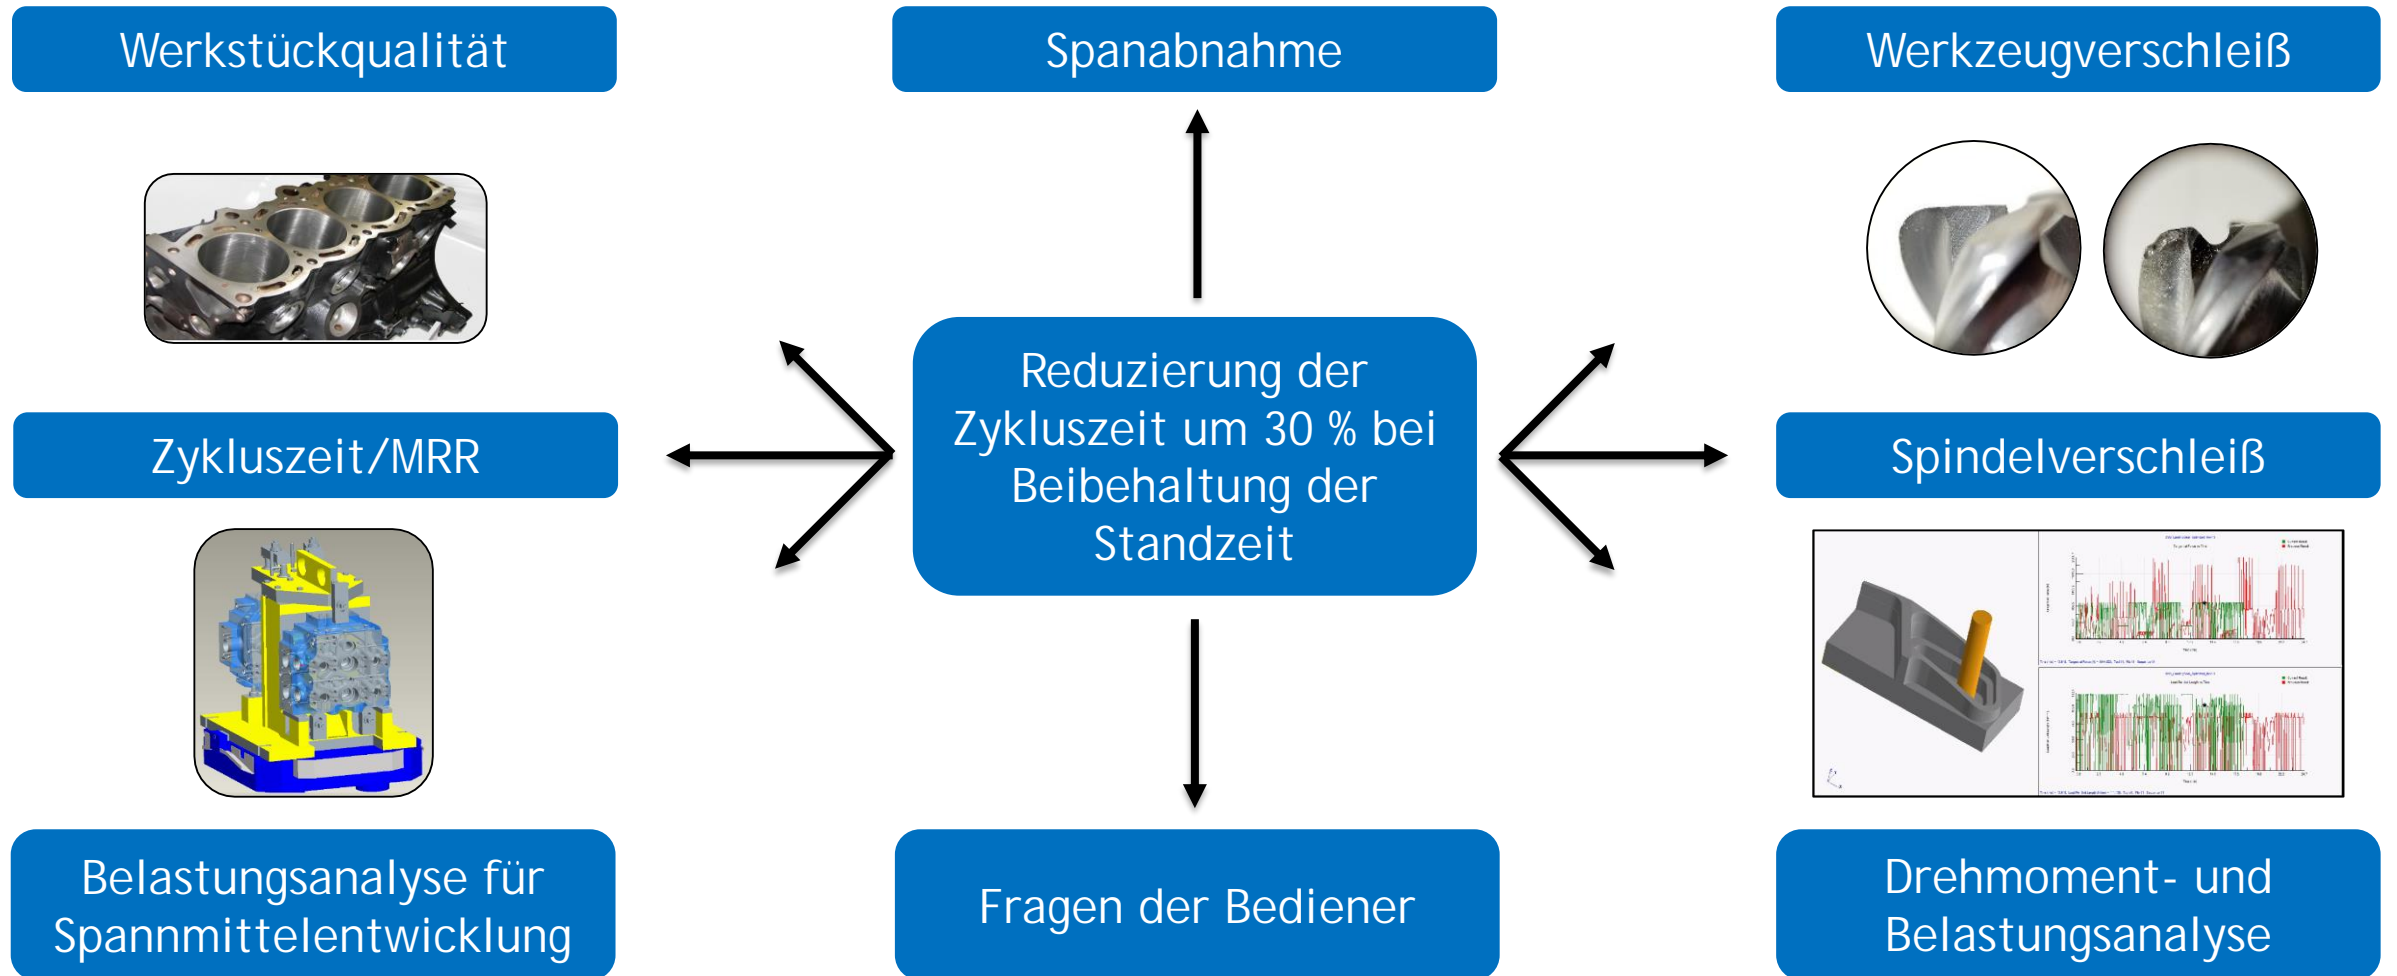 Werkstückqualität
Spanabnahme
Werkzeugverschleiß
Reduzierung der
Zykluszeit um 30 % bei
Beibehaltung der
Standzeit
Zykluszeit/MRR
Spindelverschleiß
Belastungsanalyse für
Spannmittelentwicklung
Fragen der Bediener
Drehmoment- und
Belastungsanalyse